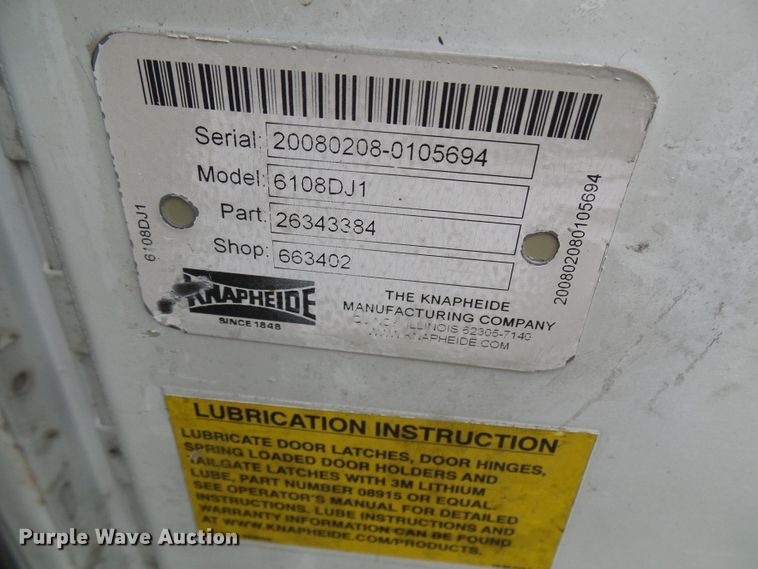 Serial: 20080208-0105694
Model: 6108DJ1
Part: 26343384
Shop: 663402
6108DJ1
200802080105694
KNAPHEIDE
SINCE 1848
THE KNAPHEIDE
MANUFACTURING COMPANY
ILLINOIS 62305-7140
WWW.KNAPHEIDE.COM
LUBRICATION INSTRUCTION
LUBRICATE DOOR LATCHES, DOOR HINGES,
SPRING LOADED DOOR HOLDERS AND
TAILGATE LATCHES WITH 3M LITHIUM
LUBE, PART NUMBER 08915 OR EQUAL.
SEE OPERATOR'S MANUAL FOR DETAILED
INSTRUCTIONS. LUBE INSTRUCTIONS AND
WARRANTY INFORMATION CAN BE FOUND
AT WWW.KNAPHEIDE.COM/PRODUCTS.
Purple Wave Auction